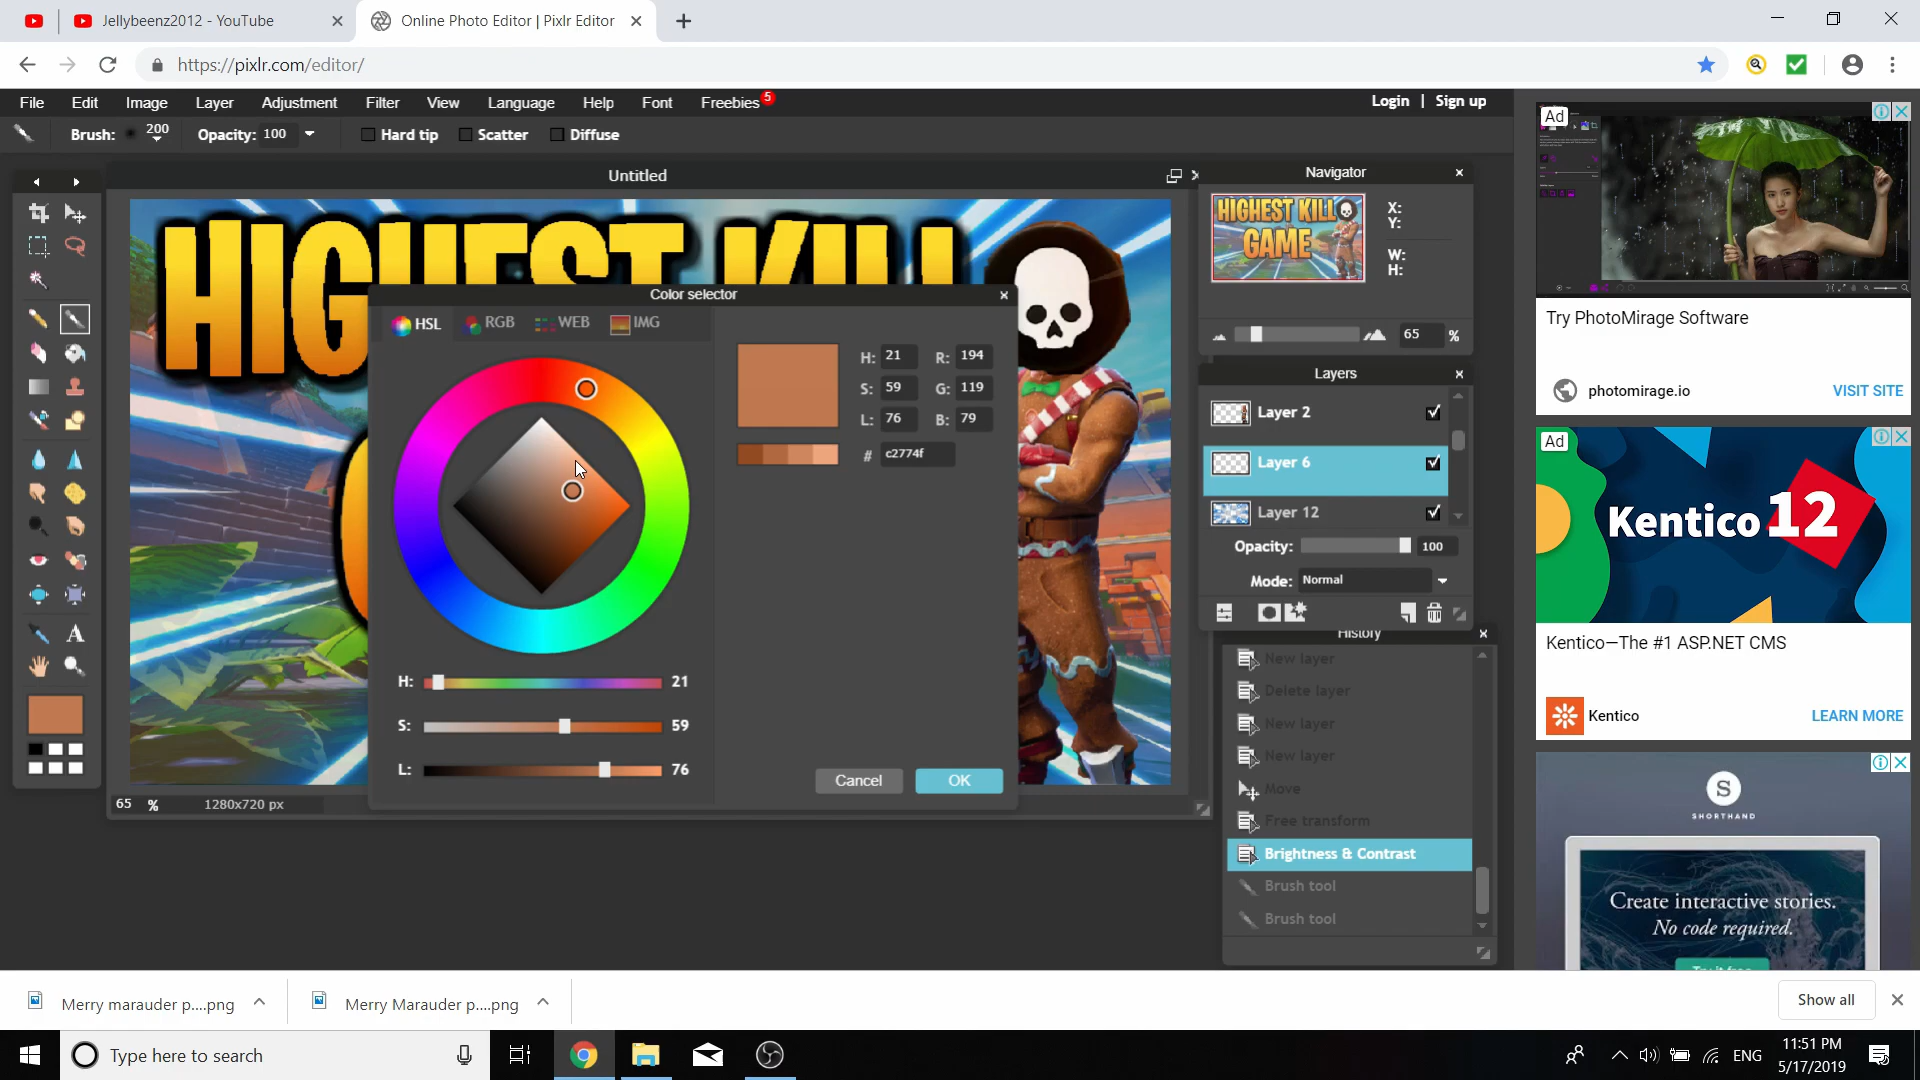 Jellybeenz2012 - YouTube
Online Photo Editor | Pixlr Editor
https://pixlr.com/editor/
File Edit Image Layer Adjustment Filter View Language Help Font Freebies 5
Login | Sign up
Brush: 200 Opacity: 100 Hard tip Scatter Diffuse
Untitled
HIGHEST KILL
Color selector
HSL RGB WEB IMG
H: 21 R: 194
S: 59 G: 119
L: 76 B: 79
# c2774f
H: 21
S: 59
L: 76
Cancel OK
65 % 1280x720 px
Navigator
HIGHEST KILL
GAME
X:
Y:
W:
H:
65 %
Layers
Layer 2
Layer 6
Layer 12
Opacity: 100
Mode: Normal
History
New layer
Delete layer
New layer
New layer
Move
Free transform
Brightness & Contrast
Brush tool
Brush tool
Ad
Try PhotoMirage Software
photomirage.io VISIT SITE
Ad
Kentico 12
Kentico—The #1 ASP.NET CMS
Kentico LEARN MORE
S
SHORTHAND
Create interactive stories.
No code required.
Try it free
Merry marauder p....png
Merry Marauder p....png
Show all
Type here to search
ENG
11:51 PM
5/17/2019